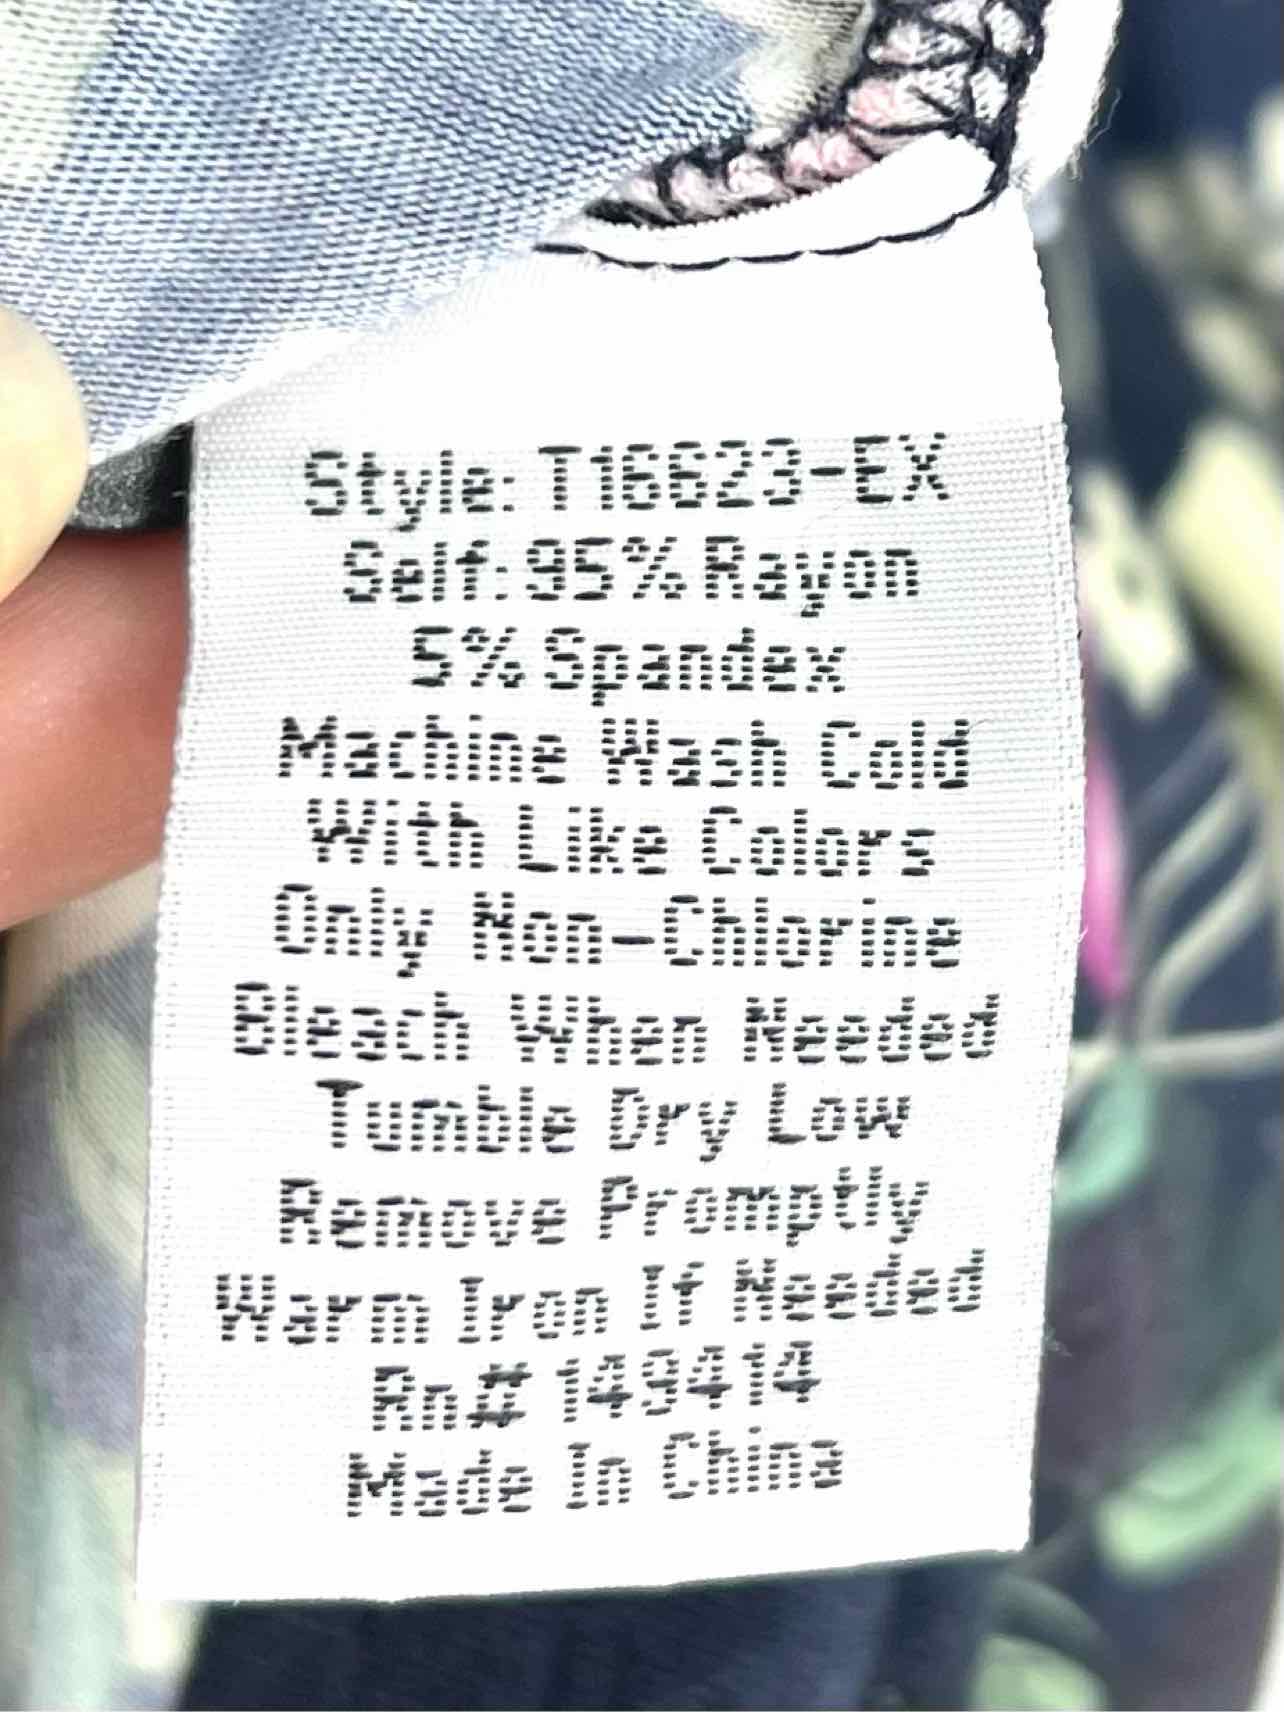 Style: T16623-EX
Self: 95% Rayon
5% Spandex
Machine Wash Cold
With Like Colors
Only Non-Chlorine
Bleach When Needed
Tumble Dry Low
Remove Promptly
Warm Iron If Needed
Rn# 149414
Made In China